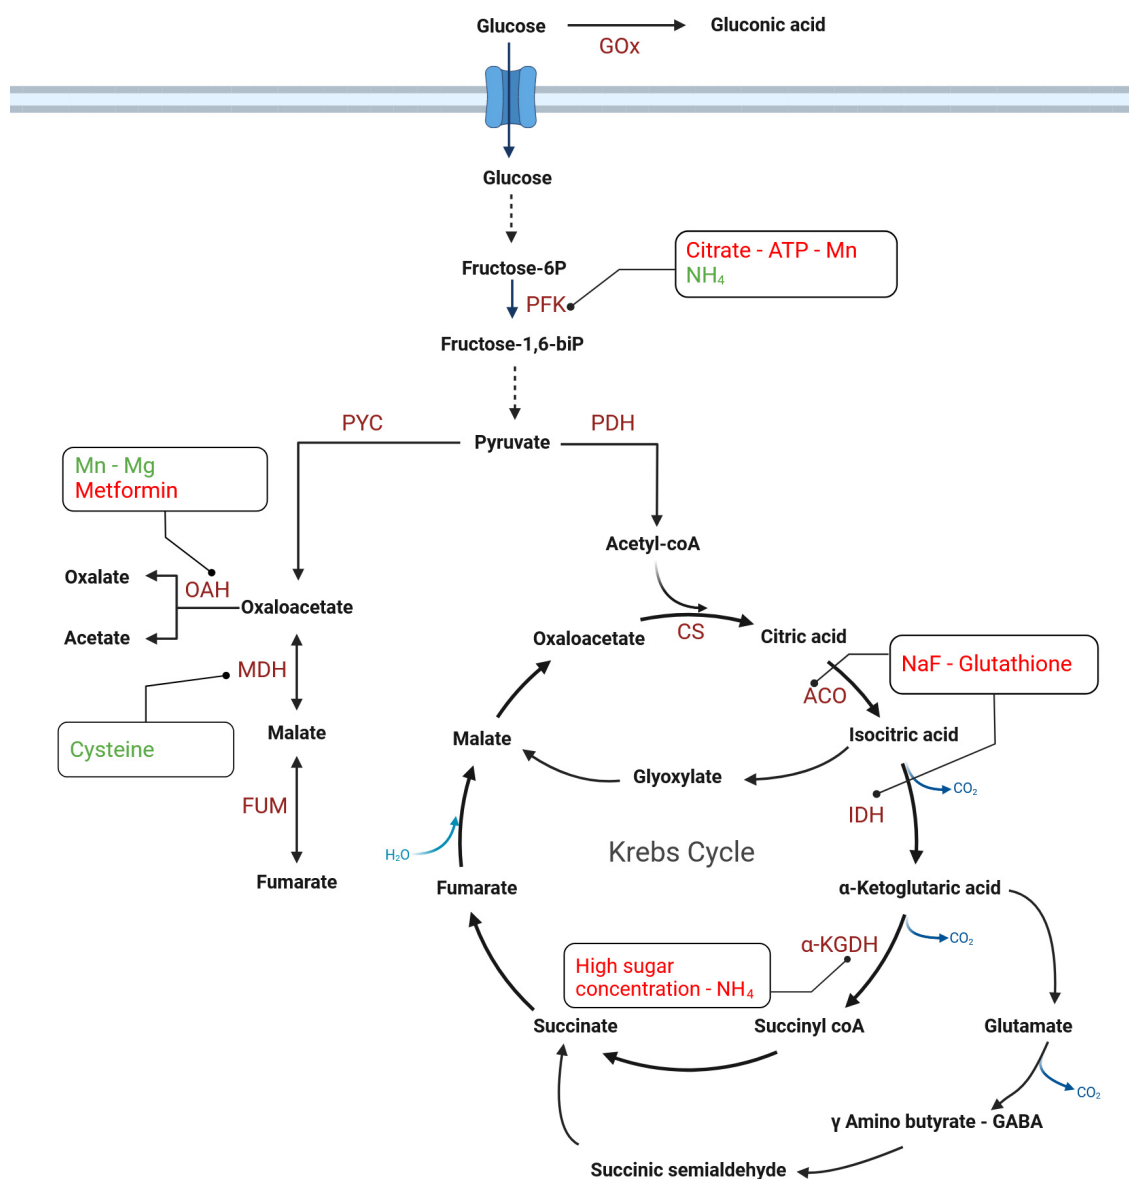 Glucose
Gluconic acid
GOx
Glucose
Citrate - ATP - Mn
NH₄
Fructose-6P
PFK
Fructose-1,6-biP
PYC
PDH
Pyruvate
Mn - Mg
Metformin
Acetyl-coA
Oxalate
OAH
Oxaloacetate
Acetate
CS
Oxaloacetate
Citric acid
MDH
NaF - Glutathione
ACO
Cysteine
Malate
Malate
Isocitric acid
Glyoxylate
CO₂
FUM
IDH
H₂O
Krebs Cycle
Fumarate
Fumarate
α-Ketoglutaric acid
α-KGDH
CO₂
High sugar
concentration - NH₄
Succinate
Succinyl coA
Glutamate
CO₂
γ Amino butyrate - GABA
Succinic semialdehyde